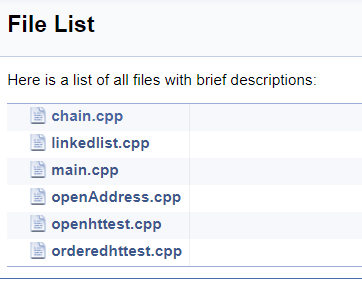 File List
Here is a list of all files with brief descriptions:
chain.cpp
linkedlist.cpp
main.cpp
openAddress.cpp
openhttest.cpp
orderedhttest.cpp